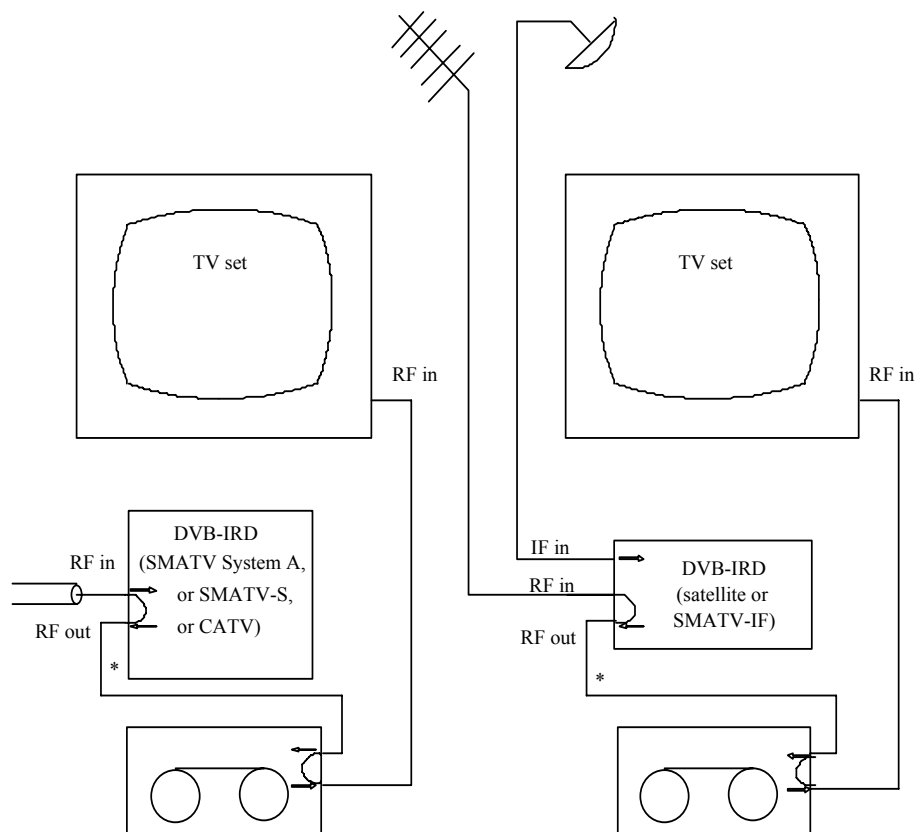 TV set
RF in
DVB-IRD
(SMATV System A,
or SMATV-S,
or CATV)
RF in
RF out
*
TV set
RF in
IF in
RF in
RF out
DVB-IRD
(satellite or
SMATV-IF)
*